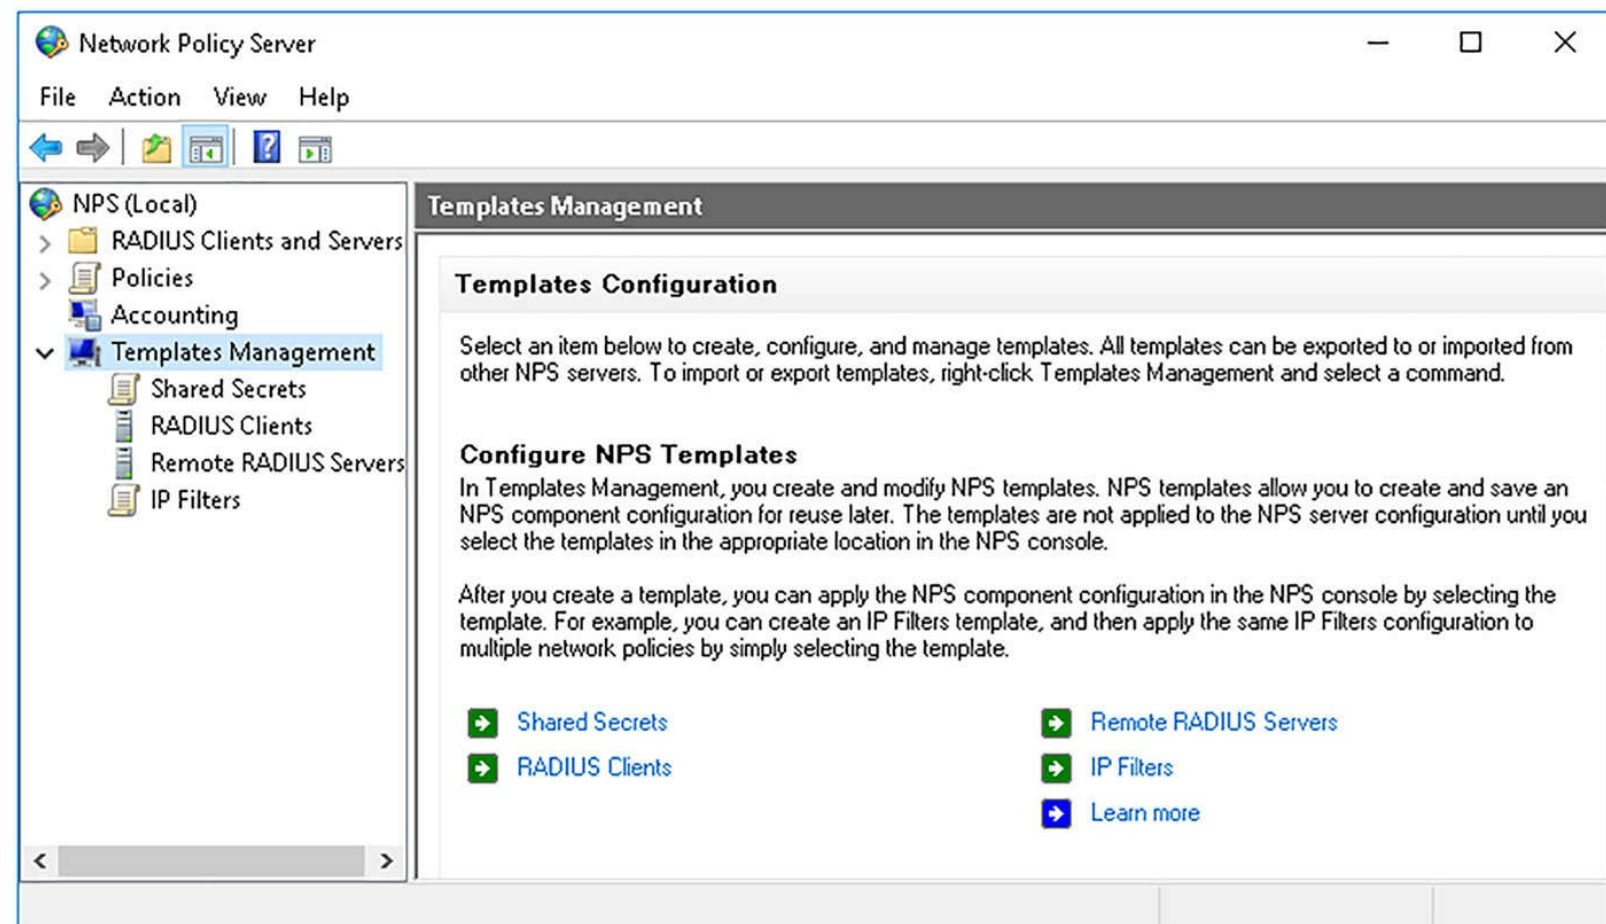 Network Policy Server
File Action View Help
NPS (Local)
RADIUS Clients and Servers
Policies
Accounting
Templates Management
Shared Secrets
RADIUS Clients
Remote RADIUS Servers
IP Filters
Templates Management
Templates Configuration
Select an item below to create, configure, and manage templates. All templates can be exported to or imported from
other NPS servers. To import or export templates, right-click Templates Management and select a command.
Configure NPS Templates
In Templates Management, you create and modify NPS templates. NPS templates allow you to create and save an
NPS component configuration for reuse later. The templates are not applied to the NPS server configuration until you
select the templates in the appropriate location in the NPS console.
After you create a template, you can apply the NPS component configuration in the NPS console by selecting the
template. For example, you can create an IP Filters template, and then apply the same IP Filters configuration to
multiple network policies by simply selecting the template.
Shared Secrets
RADIUS Clients
Remote RADIUS Servers
IP Filters
Learn more